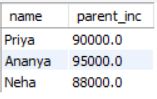 name parent_inc
Priya 90000.0
Ananya 95000.0
Neha 88000.0